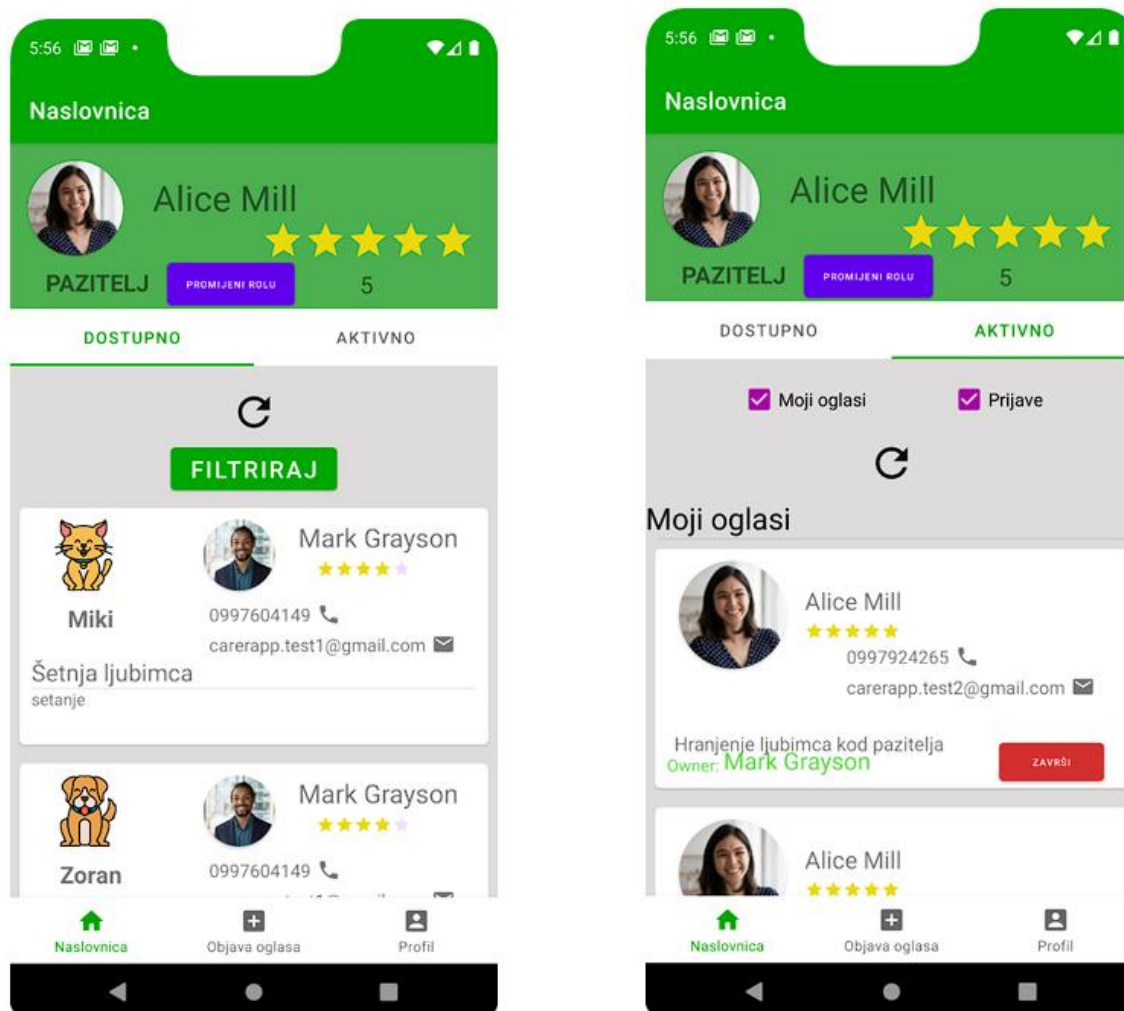 5:56
Naslovnica
Alice Mill
PAZITELJ
PROMIJENI ROLU
5
DOSTUPNO
AKTIVNO
FILTRIRAJ
Mark Grayson
Miki
0997604149
carerapp.test1@gmail.com
Šetnja ljubimca
setanje
Mark Grayson
Zoran
0997604149
Naslovnica
Objava oglasa
Profil
5:56
Naslovnica
Alice Mill
PAZITELJ
PROMIJENI ROLU
5
DOSTUPNO
AKTIVNO
Moji oglasi
Prijave
Moji oglasi
Alice Mill
0997924265
carerapp.test2@gmail.com
Hranjenje ljubimca kod pazitelja
Owner: Mark Grayson
ZAVRŠI
Alice Mill
Naslovnica
Objava oglasa
Profil